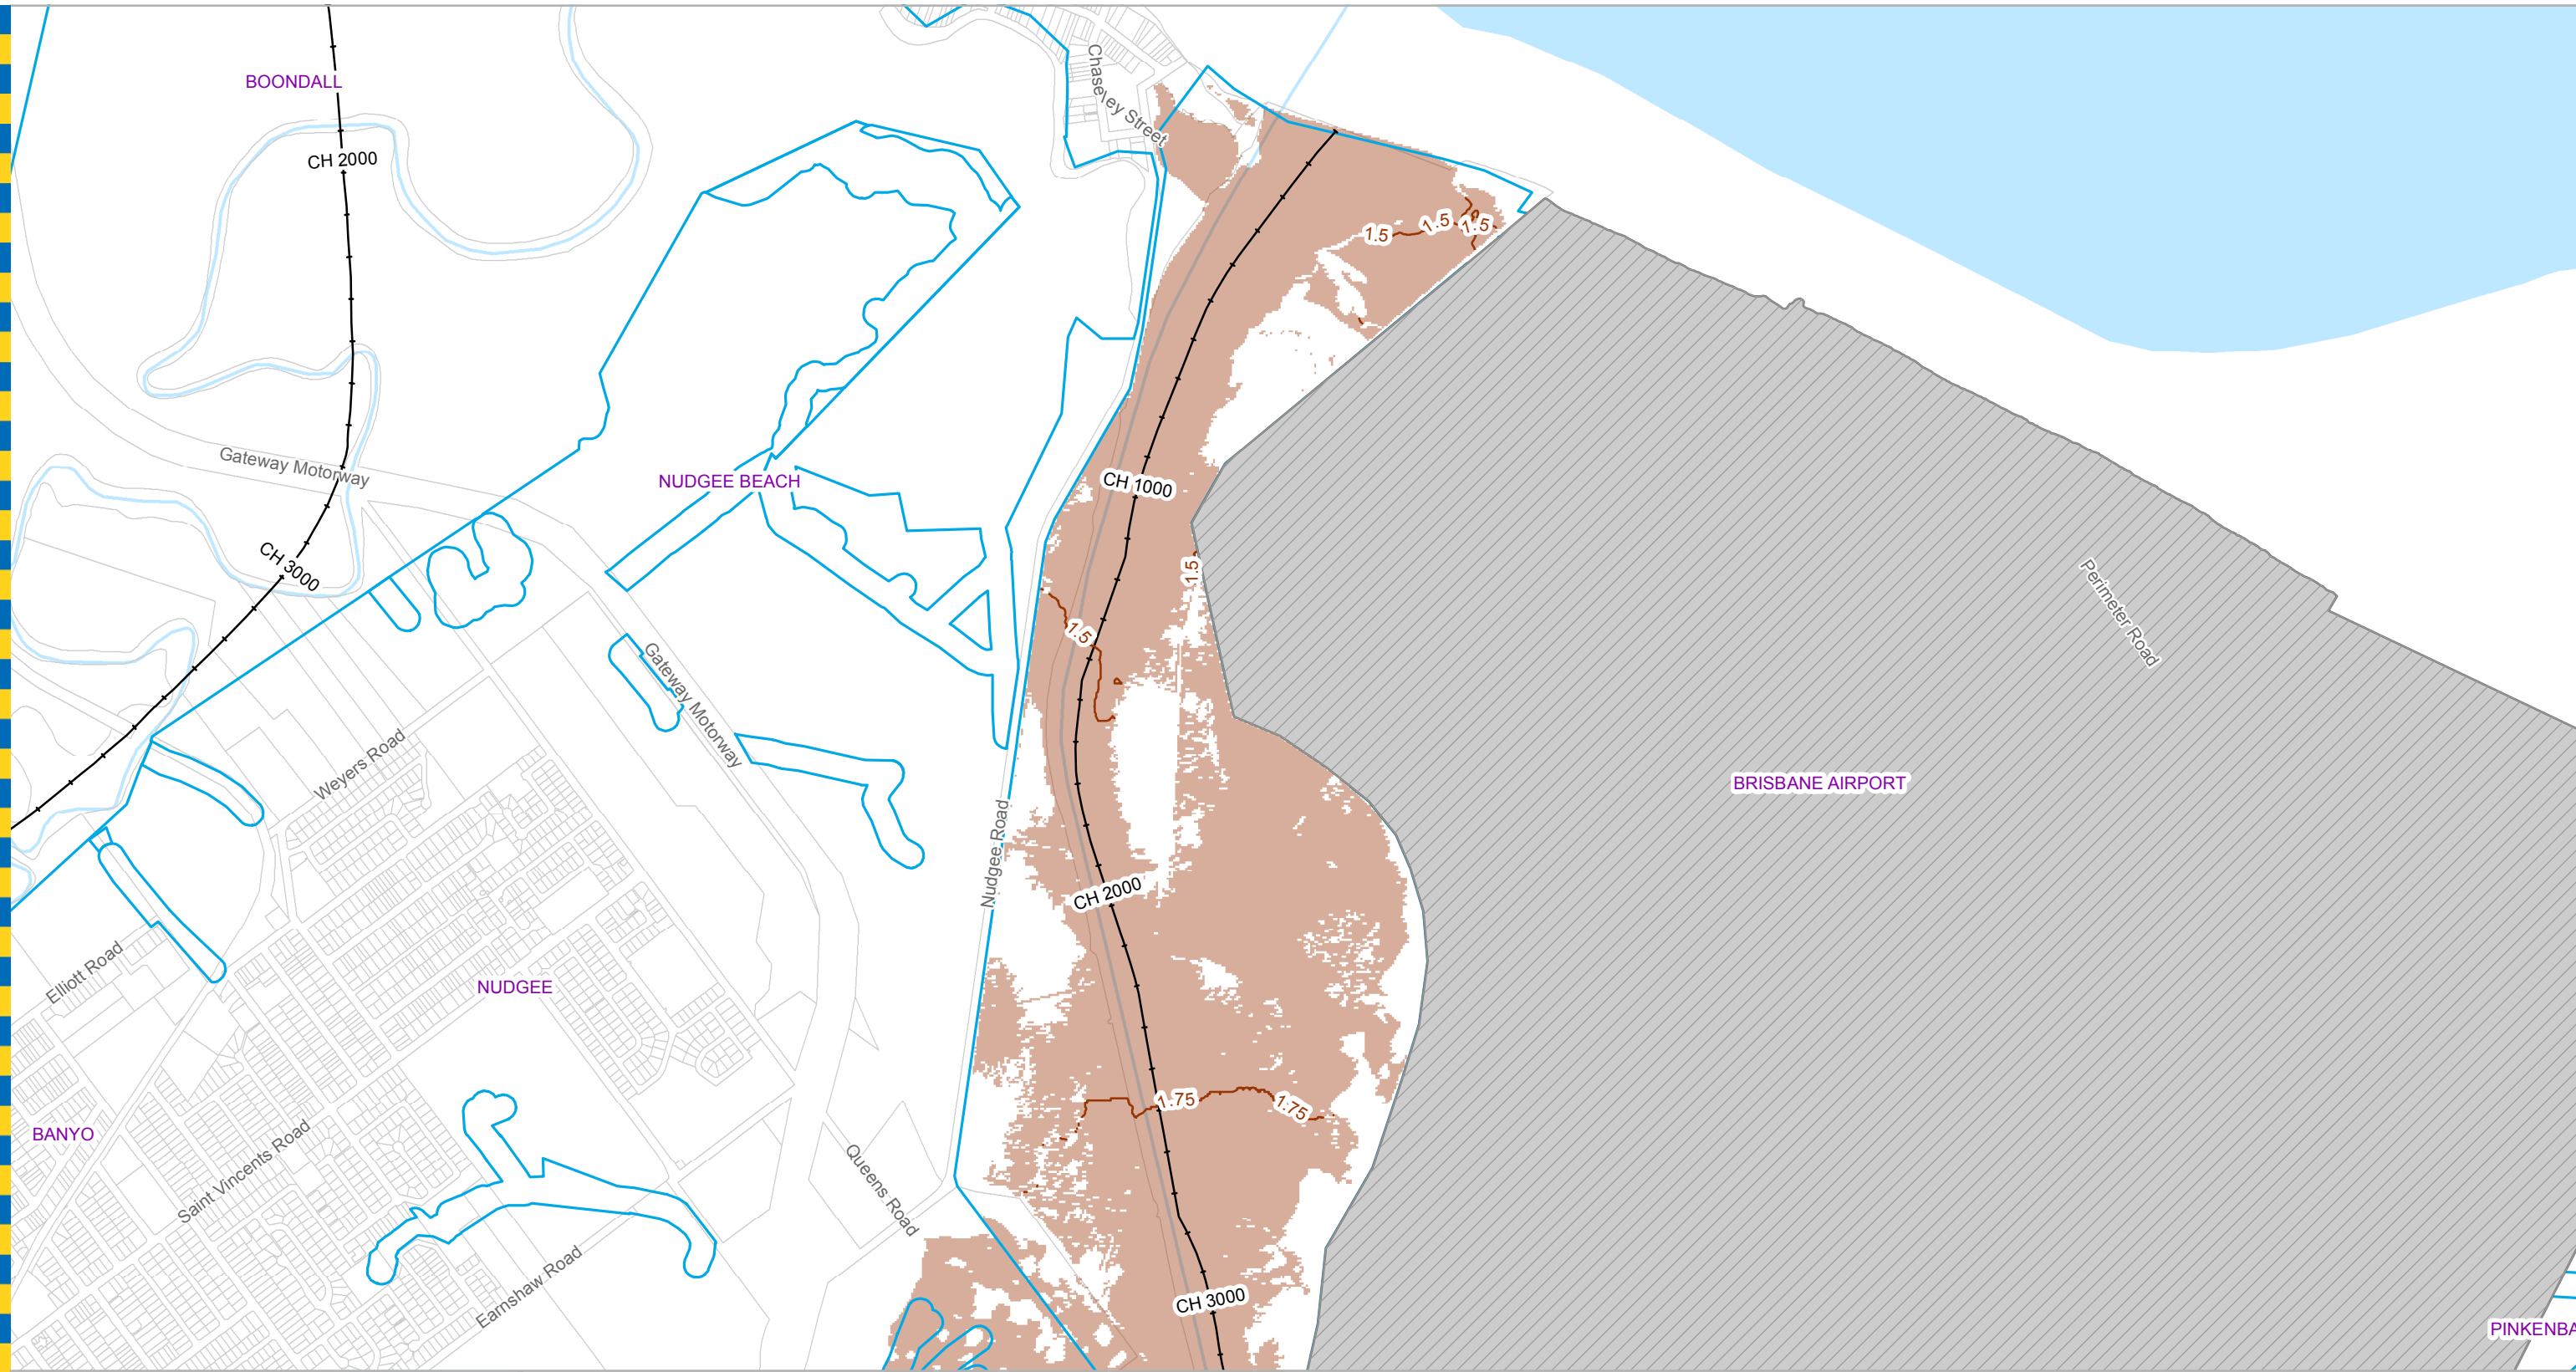 BOONDALL
Chaseley Street
CH 2000
1.5
1.5
1.5
Gateway Motorway
NUDGEE BEACH
CH 1000
CH 3000
1.5
1.5
Perimeter Road
Gateway Motorway
Weyers Road
BRISBANE AIRPORT
Nudgee Road
CH 2000
Elliott Road
NUDGEE
1.75
1.75
BANYO
Saint Vincents Road
Queens Road
Earnshaw Road
CH 3000
PINKENBA